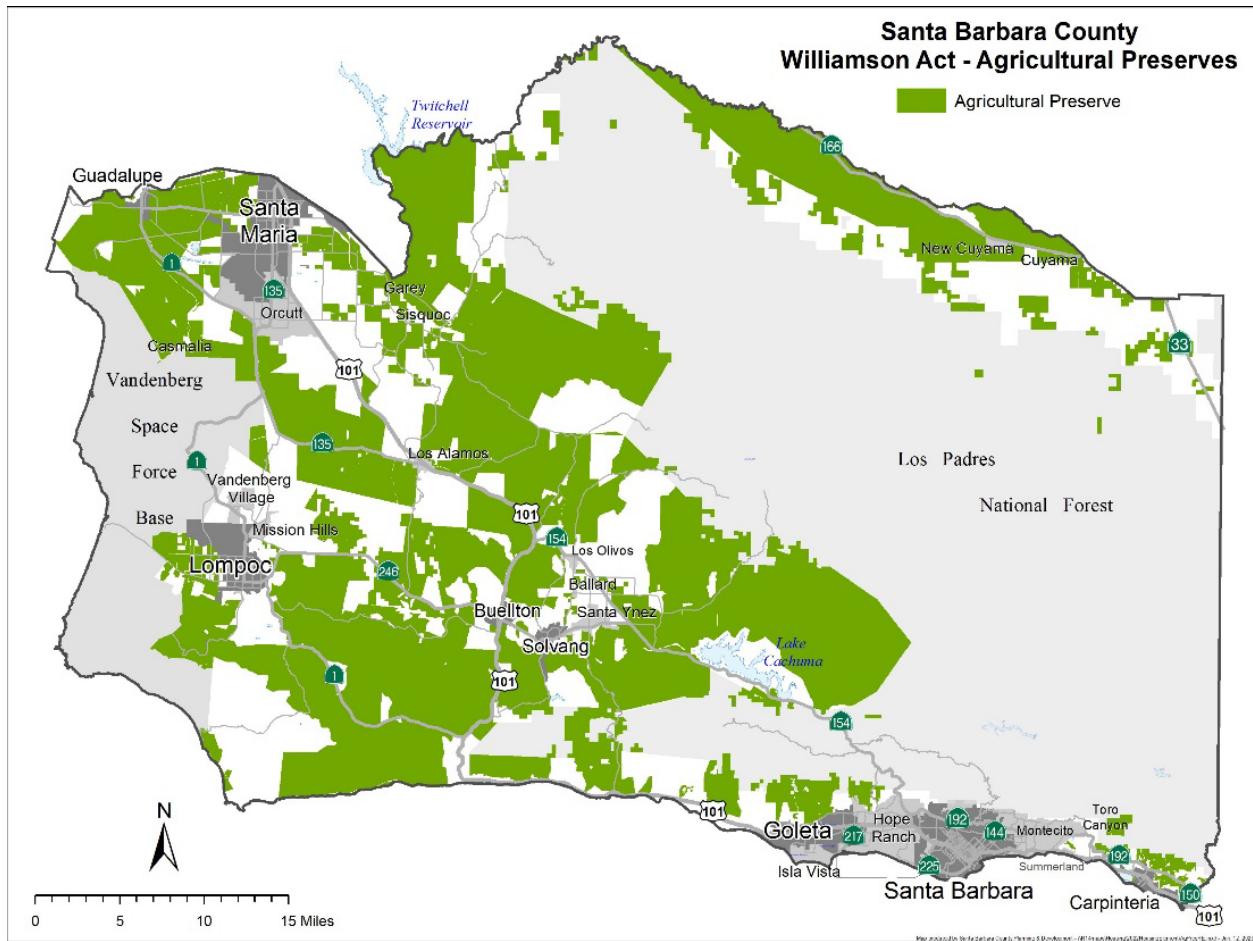 Santa Barbara County
Williamson Act - Agricultural Preserves
Agricultural Preserve
Twitchell
Reservoir
166
Guadalupe
Santa
Maria
1
135
Orcutt
Garey
Sisquoc
New Cuyama
Cuyama
33
Casmalia
101
Vandenberg
Space
Force
Base
1
135
Los Alamos
Vandenberg
Village
Mission Hills
Lompoc
246
101
154
Los Olivos
Ballard
Santa Ynez
Buellton
Solvang
Los Padres
National Forest
Lake
Cachuma
1
101
154
101
Goleta
217
Hope
Ranch
192
144
Montecito
Toro
Canyon
Isla Vista
225
Santa Barbara
Summerland
192
Carpinteria
150
101
N
0 5 10 15 Miles